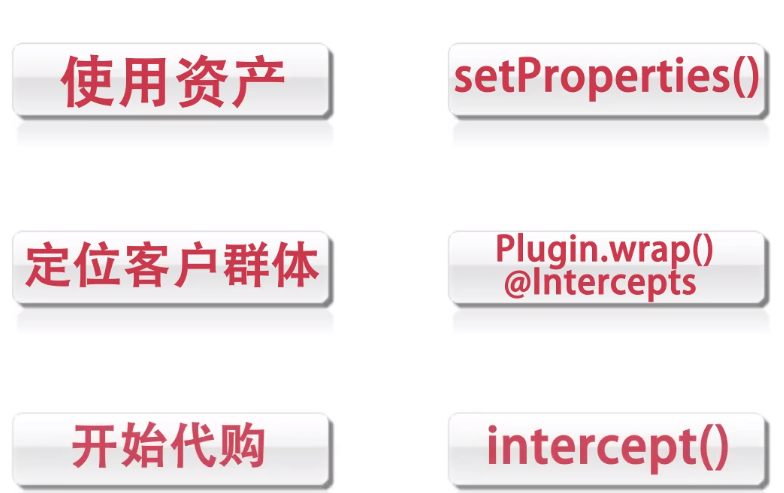 使用资产
setProperties()
定位客户群体
Plugin.wrap()
@Intercepts
开始代购
intercept()